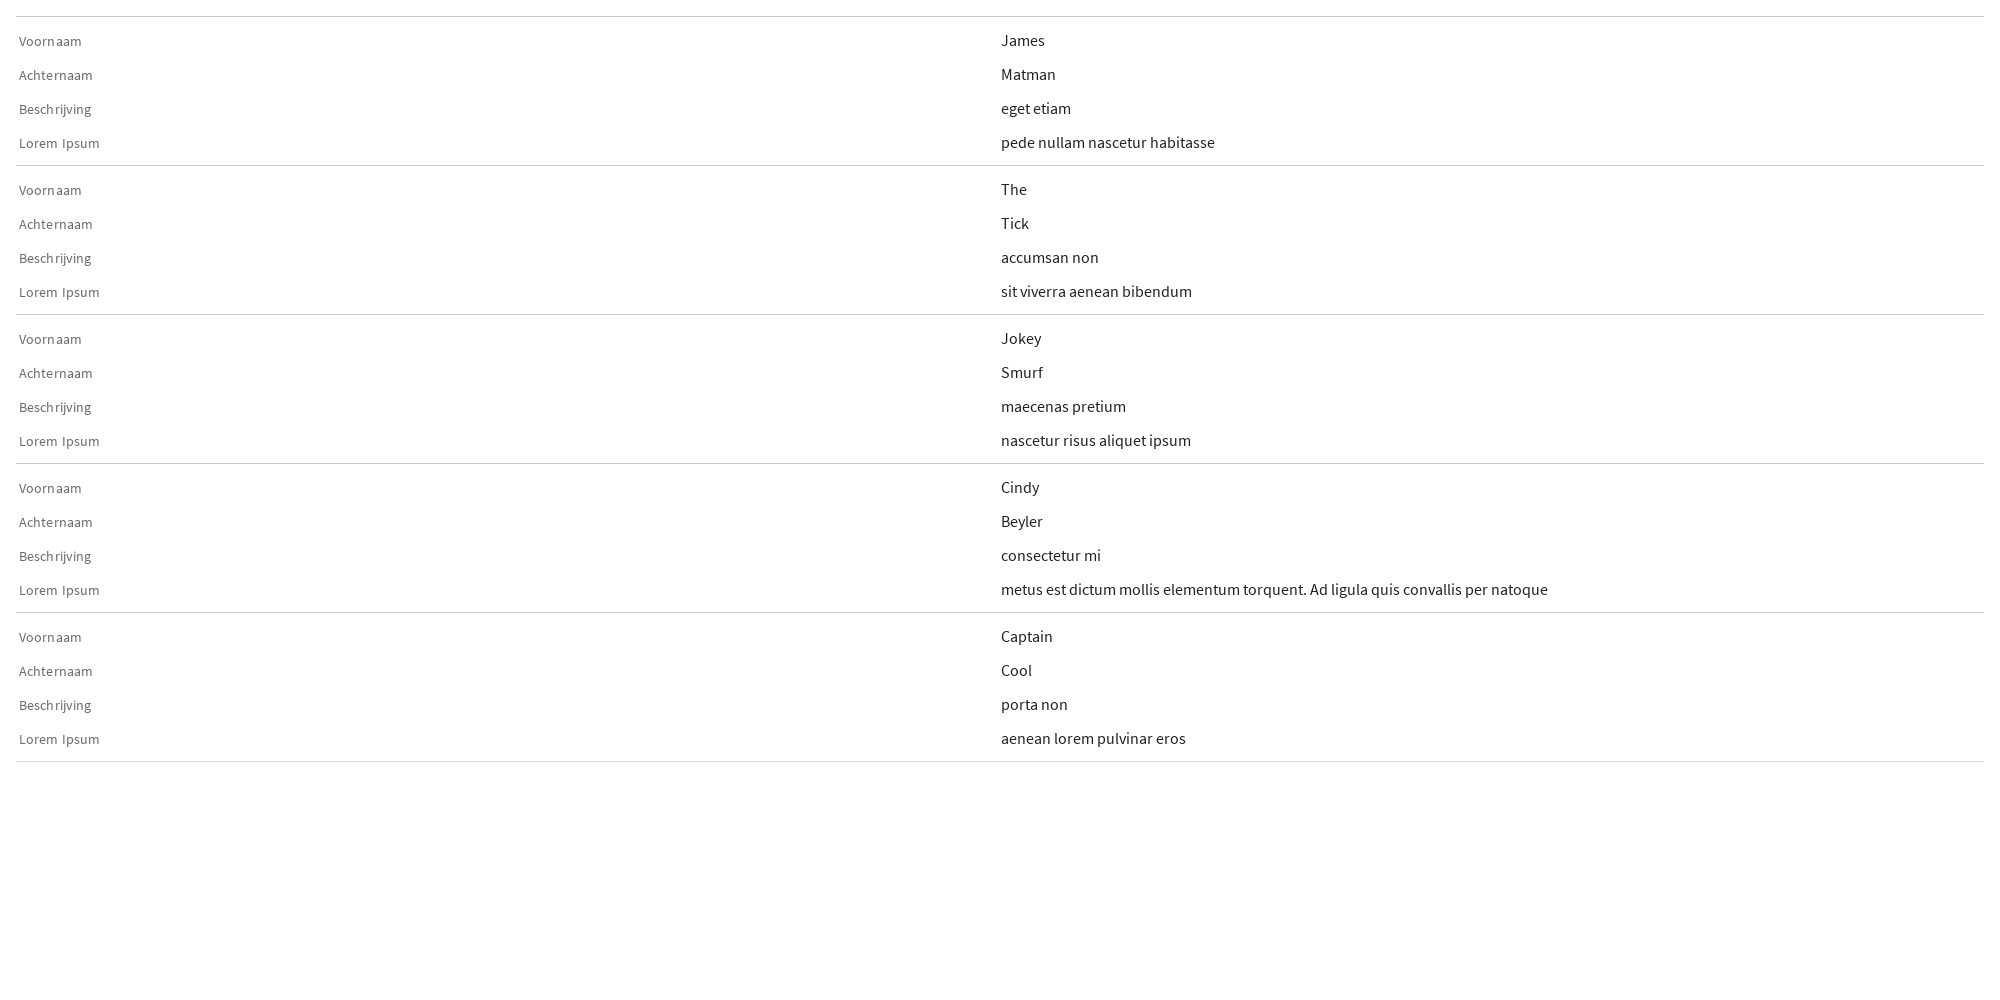 Voornaam James
Achternaam Matman
Beschrijving eget etiam
Lorem Ipsum pede nullam nascetur habitasse
Voornaam The
Achternaam Tick
Beschrijving accumsan non
Lorem Ipsum sit viverra aenean bibendum
Voornaam Jokey
Achternaam Smurf
Beschrijving maecenas pretium
Lorem Ipsum nascetur risus aliquet ipsum
Voornaam Cindy
Achternaam Beyler
Beschrijving consectetur mi
Lorem Ipsum metus est dictum mollis elementum torquent. Ad ligula quis convallis per natoque
Voornaam Captain
Achternaam Cool
Beschrijving porta non
Lorem Ipsum aenean lorem pulvinar eros